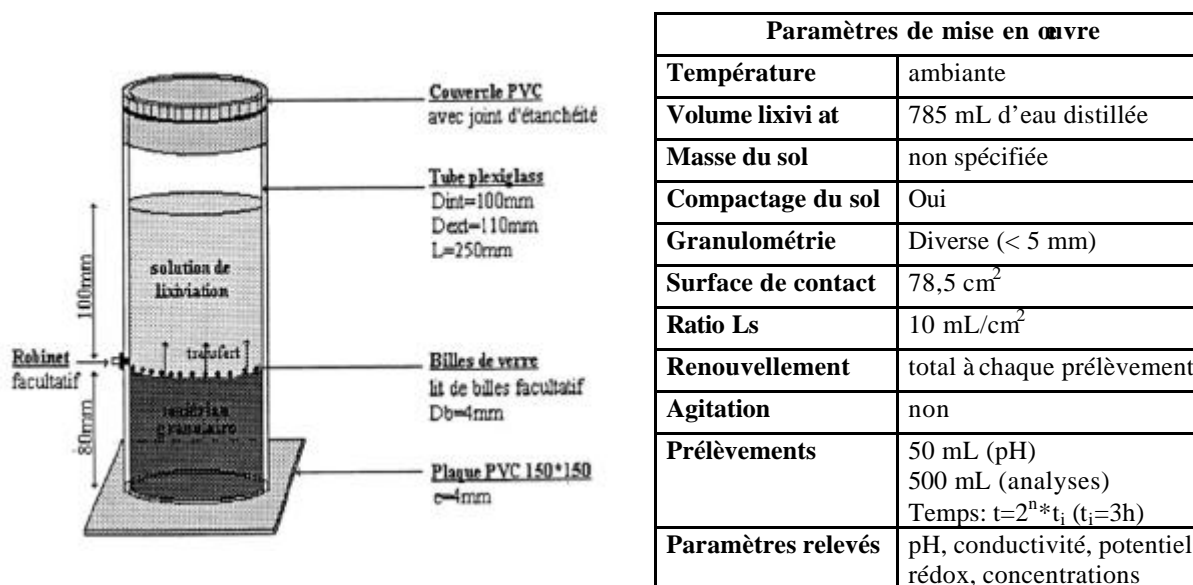 Couvercle PVC
avec joint d'étanchéité
Tube plexiglass
Dint=100mm
Dext=110mm
L=250mm
solution de
lixiviation
100mm
transfert
Robinet
facultatif
Billes de verre
lit de billes facultatif
Db=4mm
80mm
Plaque PVC 150*150
e=4mm
Paramètres de mise en œuvre
Température ambiante
Volume lixivi at 785 mL d'eau distillée
Masse du sol non spécifiée
Compactage du sol Oui
Granulométrie Diverse (< 5 mm)
Surface de contact 78,5 cm²
Ratio Ls 10 mL/cm²
Renouvellement total à chaque prélèvement
Agitation non
Prélèvements 50 mL (pH)
500 mL (analyses)
Temps: t=2ⁿ*tᵢ (tᵢ=3h)
Paramètres relevés pH, conductivité, potentiel
rédox, concentrations